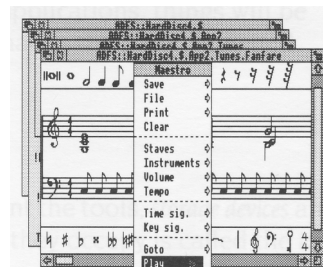 ADFS::HardDisc4.$
ADFS::HardDisc4.$
ADFS::HardDisc4.$.App2.Tunes
ADFS::HardDisc4.$.App2.Tunes.Fanfare
Maestro
Save
File
Print
Clear
Staves
Instruments
Volume
Tempo
Time sig.
Key sig.
Goto
Play